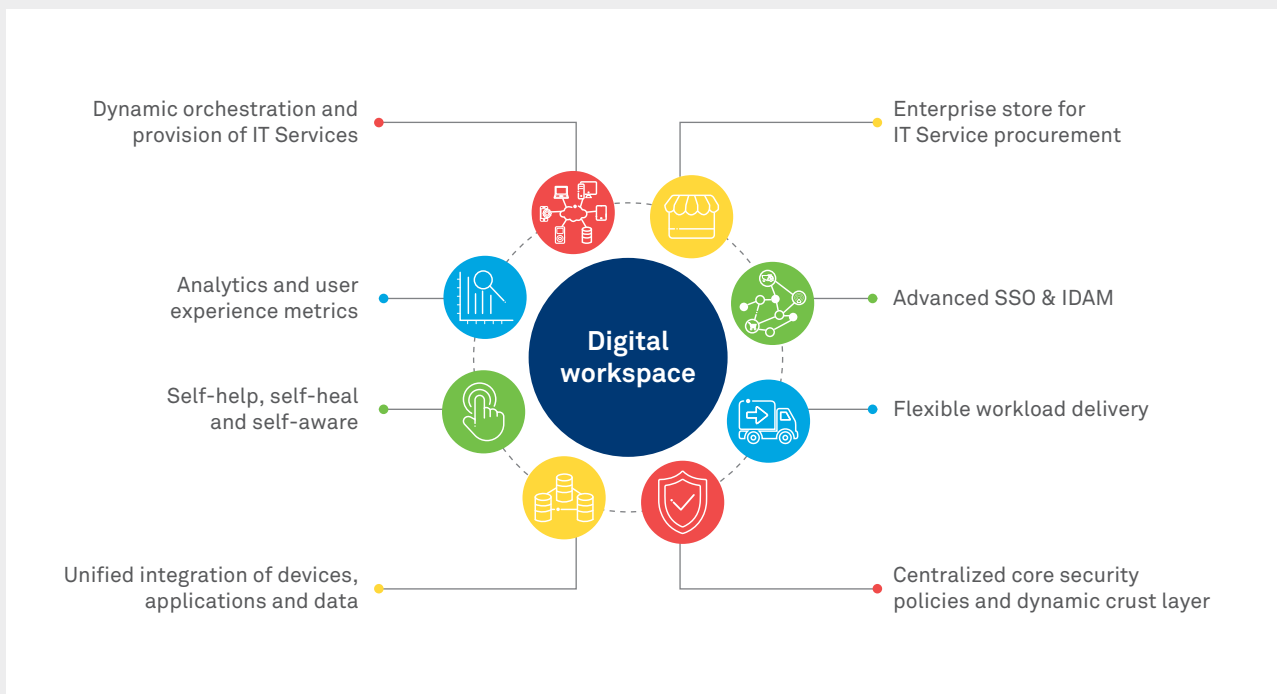 Dynamic orchestration and
provision of IT Services
Enterprise store for
IT Service procurement
Analytics and user
experience metrics
Advanced SSO & IDAM
Digital
workspace
Self-help, self-heal
and self-aware
Flexible workload delivery
Unified integration of devices,
applications and data
Centralized core security
policies and dynamic crust layer